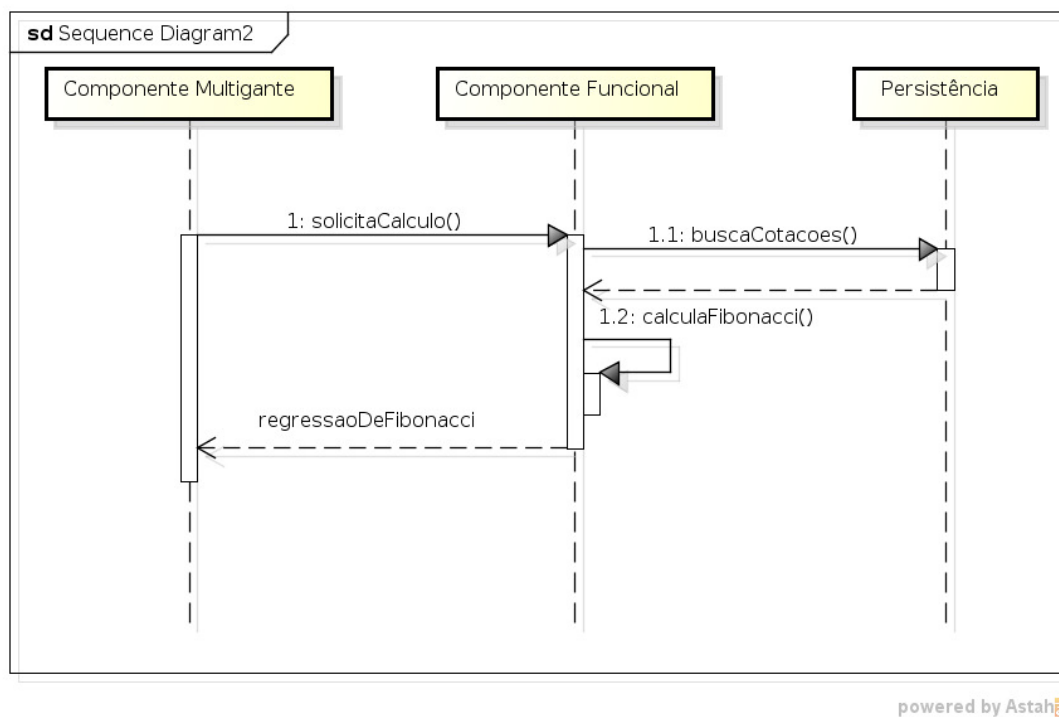 sd Sequence Diagram2
Componente Multigante
Componente Funcional
Persistência
1: solicitaCalculo()
1.1: buscaCotacoes()
1.2: calculaFibonacci()
regressaoDeFibonacci
powered by Astah